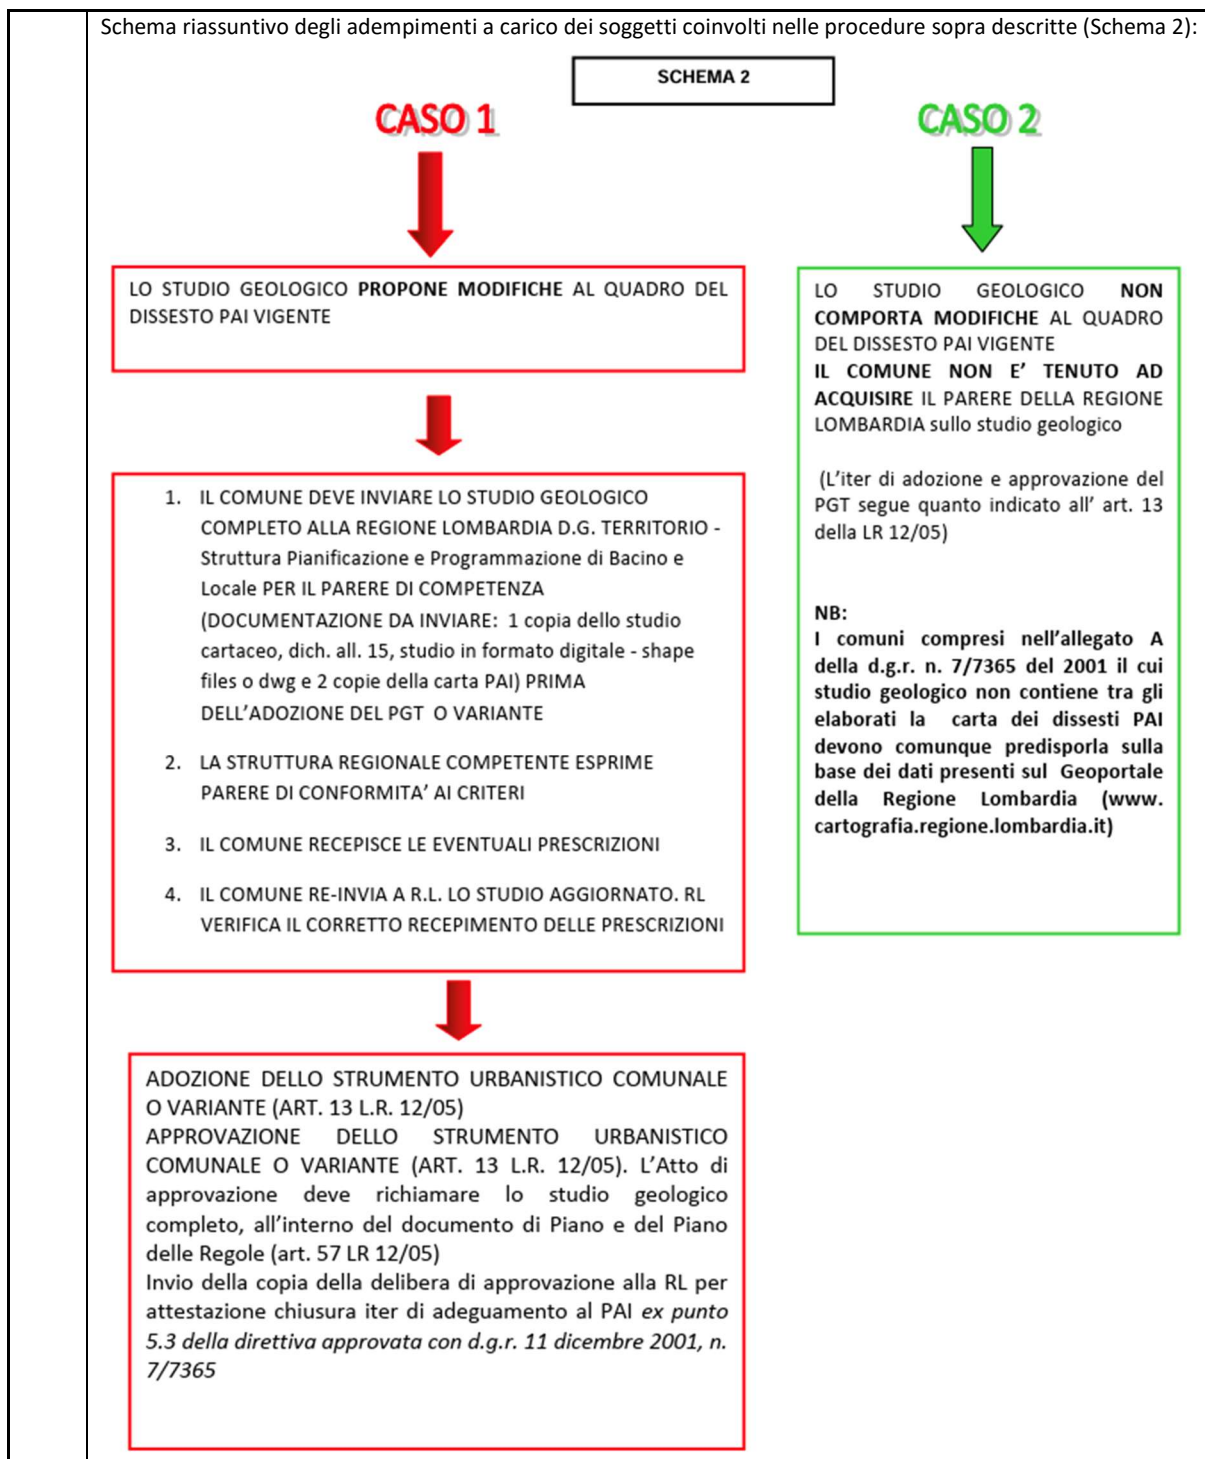 Schema riassuntivo degli adempimenti a carico dei soggetti coinvolti nelle procedure sopra descritte (Schema 2):
SCHEMA 2
CASO 1
LO STUDIO GEOLOGICO PROPONE MODIFICHE AL QUADRO DEL
DISSESTO PAI VIGENTE
1. IL COMUNE DEVE INVIARE LO STUDIO GEOLOGICO
COMPLETO ALLA REGIONE LOMBARDIA D.G. TERRITORIO -
Struttura Pianificazione e Programmazione di Bacino e
Locale PER IL PARERE DI COMPETENZA
(DOCUMENTAZIONE DA INVIARE: 1 copia dello studio
cartaceo, dich. all. 15, studio in formato digitale - shape
files o dwg e 2 copie della carta PAI) PRIMA
DELL'ADOZIONE DEL PGT O VARIANTE
2. LA STRUTTURA REGIONALE COMPETENTE ESPRIME
PARERE DI CONFORMITA' AI CRITERI
3. IL COMUNE RECEPISCE LE EVENTUALI PRESCRIZIONI
4. IL COMUNE RE-INVIA A R.L. LO STUDIO AGGIORNATO. RL
VERIFICA IL CORRETTO RECEPIMENTO DELLE PRESCRIZIONI
ADOZIONE DELLO STRUMENTO URBANISTICO COMUNALE
O VARIANTE (ART. 13 L.R. 12/05)
APPROVAZIONE DELLO STRUMENTO URBANISTICO
COMUNALE O VARIANTE (ART. 13 L.R. 12/05). L'Atto di
approvazione deve richiamare lo studio geologico
completo, all'interno del documento di Piano e del Piano
delle Regole (art. 57 LR 12/05)
Invio della copia della delibera di approvazione alla RL per
attestazione chiusura iter di adeguamento al PAI ex punto
5.3 della direttiva approvata con d.g.r. 11 dicembre 2001, n.
7/7365
CASO 2
LO STUDIO GEOLOGICO NON
COMPORTA MODIFICHE AL QUADRO
DEL DISSESTO PAI VIGENTE
IL COMUNE NON E' TENUTO AD
ACQUISIRE IL PARERE DELLA REGIONE
LOMBARDIA sullo studio geologico
(L'iter di adozione e approvazione del
PGT segue quanto indicato all' art. 13
della LR 12/05)
NB:
I comuni compresi nell'allegato A
della d.g.r. n. 7/7365 del 2001 il cui
studio geologico non contiene tra gli
elaborati la carta dei dissesti PAI
devono comunque predisporla sulla
base dei dati presenti sul Geoportale
della Regione Lombardia (www.
cartografia.regione.lombardia.it)